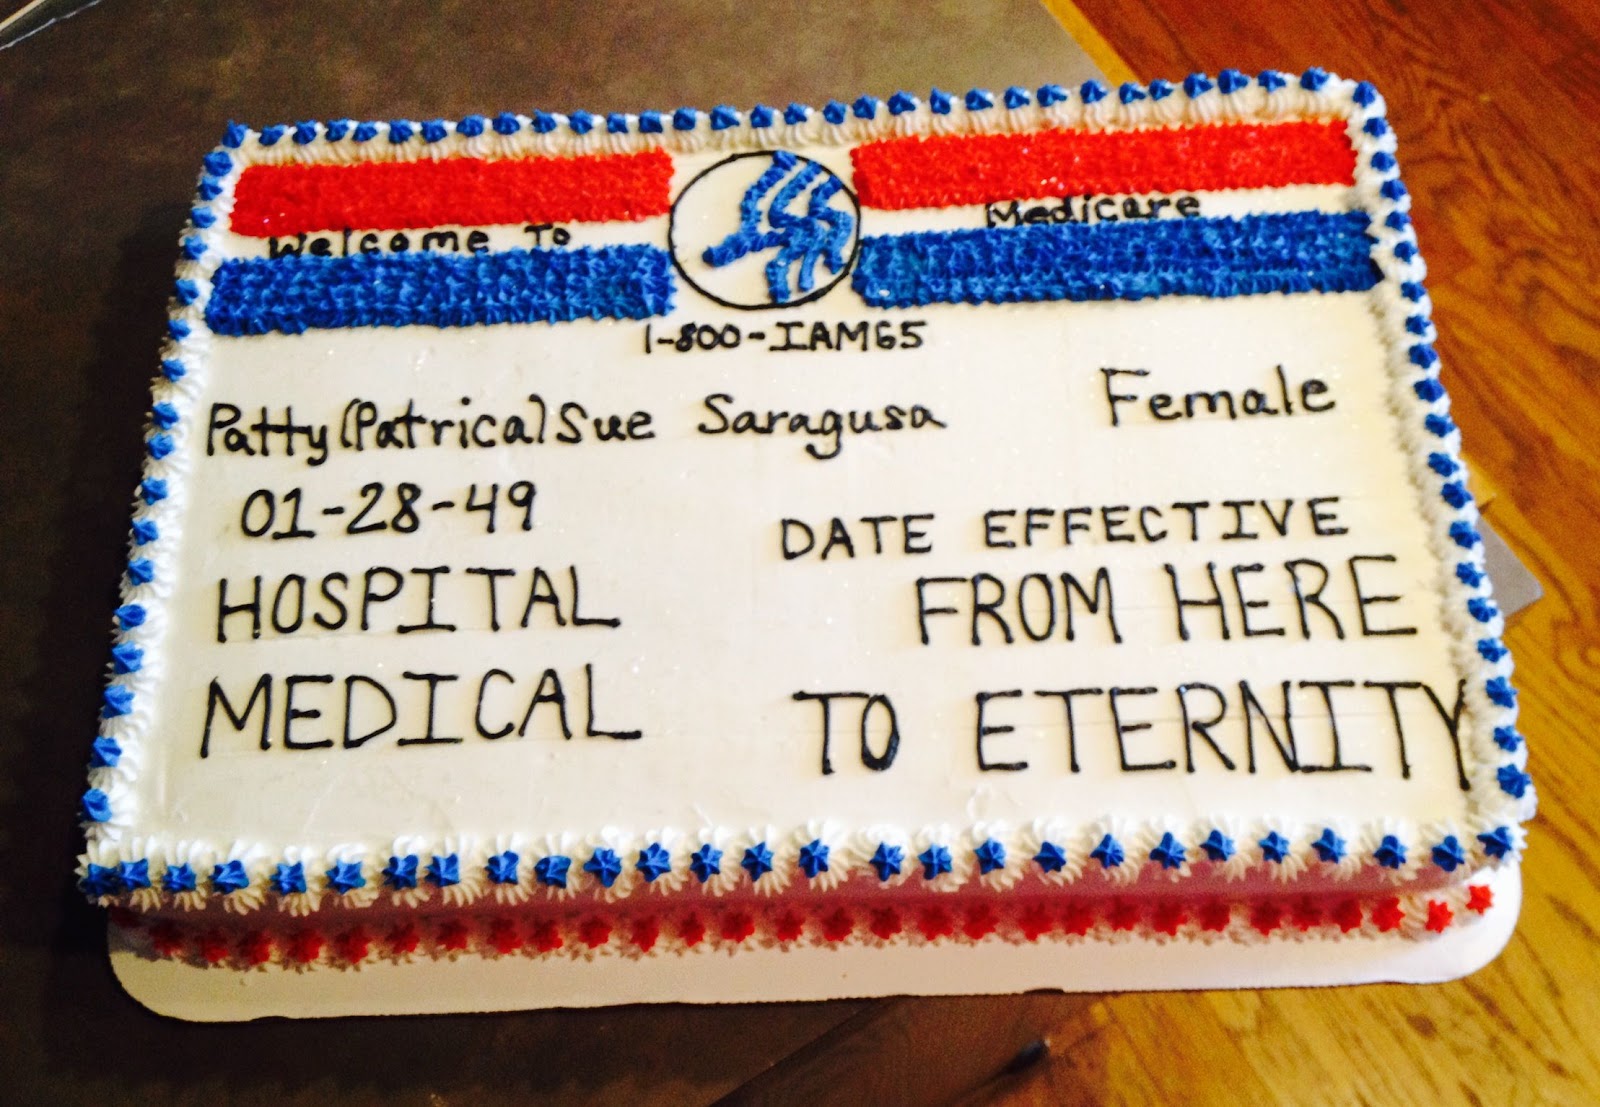 Welcome To Medicare
1-800-IAM65
Patty (Patrica) Sue Saragusa Female
01-28-49
DATE EFFECTIVE
HOSPITAL FROM HERE
MEDICAL TO ETERNITY